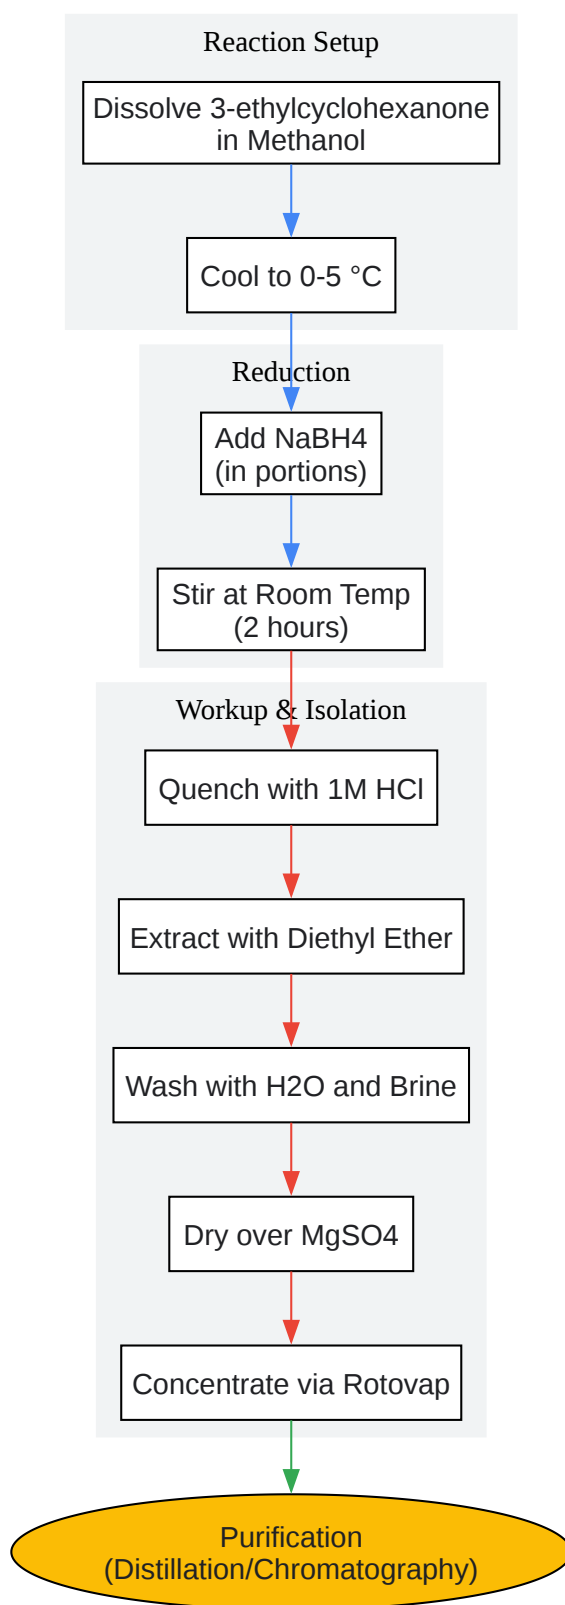 Reaction Setup
Dissolve 3-ethylcyclohexanone
in Methanol
Cool to 0-5 °C
Reduction
Add NaBH4
(in portions)
Stir at Room Temp
(2 hours)
Workup & Isolation
Quench with 1M HCl
Extract with Diethyl Ether
Wash with H2O and Brine
Dry over MgSO4
Concentrate via Rotovap
Purification
(Distillation/Chromatography)